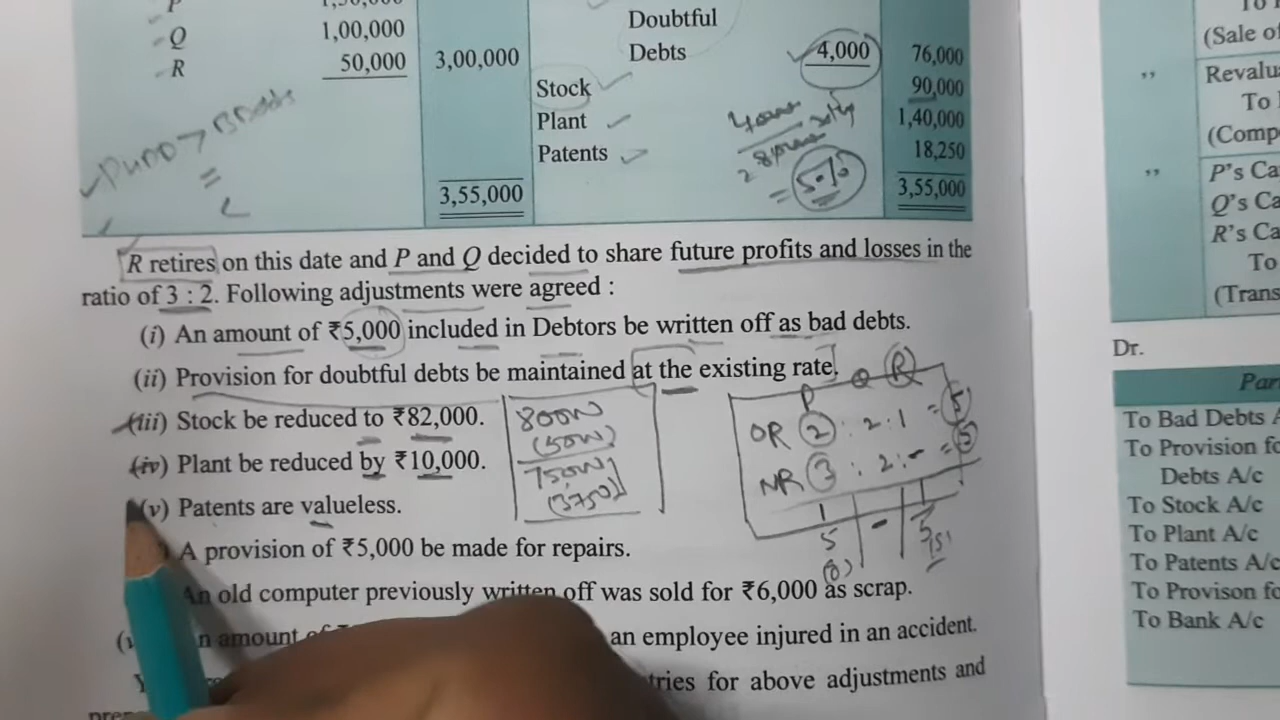 P
Q 1,00,000
R 50,000 3,00,000
Doubtful
Debts 4,000 76,000
Stock 90,000
Plant 1,40,000
Patents 18,250
3,55,000 3,55,000
= 5%
R retires on this date and P and Q decided to share future profits and losses in the
ratio of 3 : 2. Following adjustments were agreed :
(i) An amount of ₹5,000 included in Debtors be written off as bad debts.
(ii) Provision for doubtful debts be maintained at the existing rate.
(iii) Stock be reduced to ₹82,000.
(iv) Plant be reduced by ₹10,000.
(v) Patents are valueless.
A provision of ₹5,000 be made for repairs.
An old computer previously written off was sold for ₹6,000 as scrap.
n amount of an employee injured in an accident.
tries for above adjustments and
P Q R
OR 2 : 2 : 1 = 5
NR 3 : 2 : - = 5
(Sale of
" Revalua
To
(Comp
" P's Ca
Q's Ca
R's Ca
To
(Trans
Dr.
Par
To Bad Debts A
To Provision fo
Debts A/c
To Stock A/c
To Plant A/c
To Patents A/c
To Provison fo
To Bank A/c